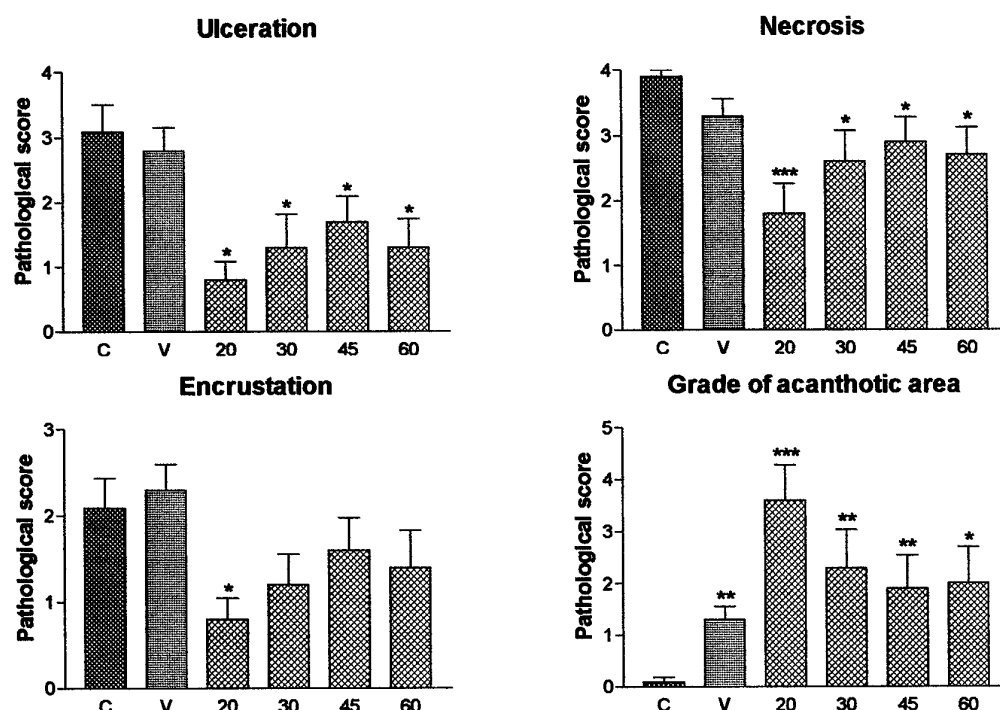 Ulceration
Pathological score
4
3
2
1
0
*
*
*
*
C V 20 30 45 60
Necrosis
Pathological score
4
3
2
1
0
***
*
*
*
C V 20 30 45 60
Encrustation
Pathological score
3
2
1
0
*
C V 20 30 45 60
Grade of acanthotic area
Pathological score
5
4
3
2
1
0
**
***
**
**
*
C V 20 30 45 60